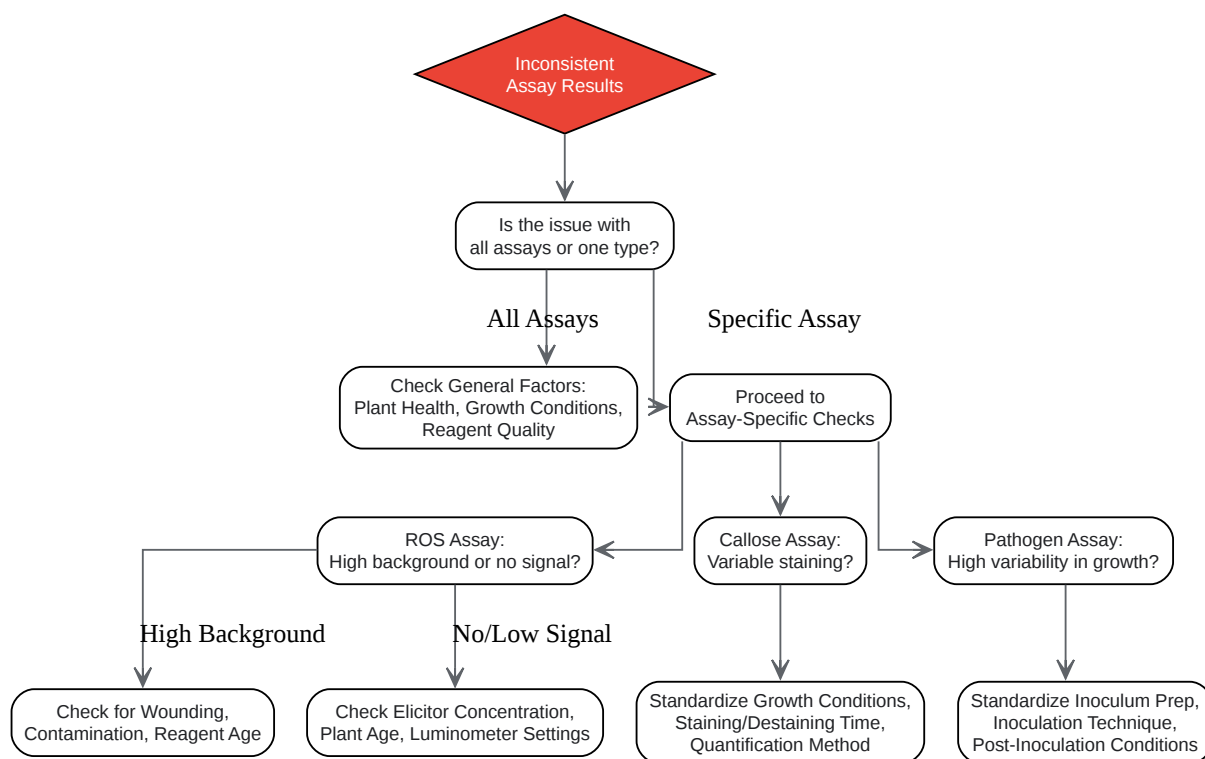 Inconsistent
Assay Results
Is the issue with
all assays or one type?
All Assays
Specific Assay
Check General Factors:
Plant Health, Growth Conditions,
Reagent Quality
Proceed to
Assay-Specific Checks
ROS Assay:
High background or no signal?
Callose Assay:
Variable staining?
Pathogen Assay:
High variability in growth?
High Background
No/Low Signal
Check for Wounding,
Contamination, Reagent Age
Check Elicitor Concentration,
Plant Age, Luminometer Settings
Standardize Growth Conditions,
Staining/Destaining Time,
Quantification Method
Standardize Inoculum Prep,
Inoculation Technique,
Post-Inoculation Conditions